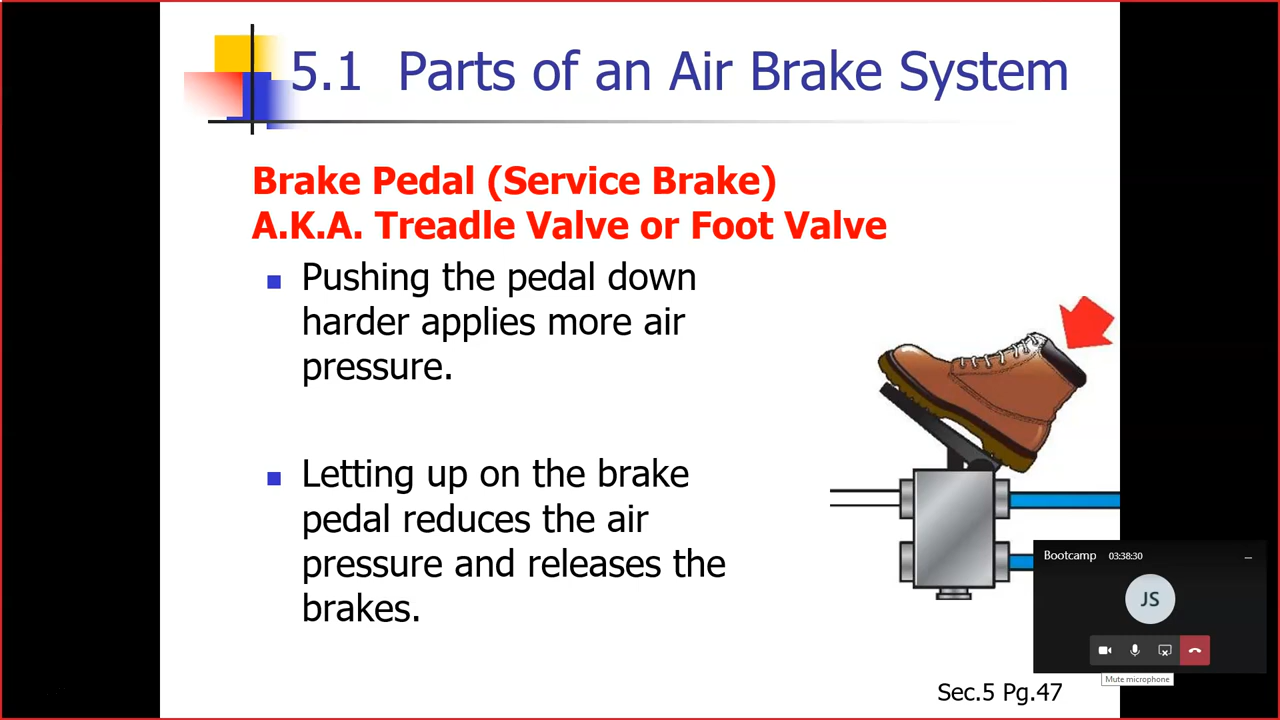 5.1 Parts of an Air Brake System
Brake Pedal (Service Brake)
A.K.A. Treadle Valve or Foot Valve
Pushing the pedal down
harder applies more air
pressure.
Letting up on the brake
pedal reduces the air
pressure and releases the
brakes.
Bootcamp 03:38:30
JS
Mute microphone
Sec.5 Pg.47